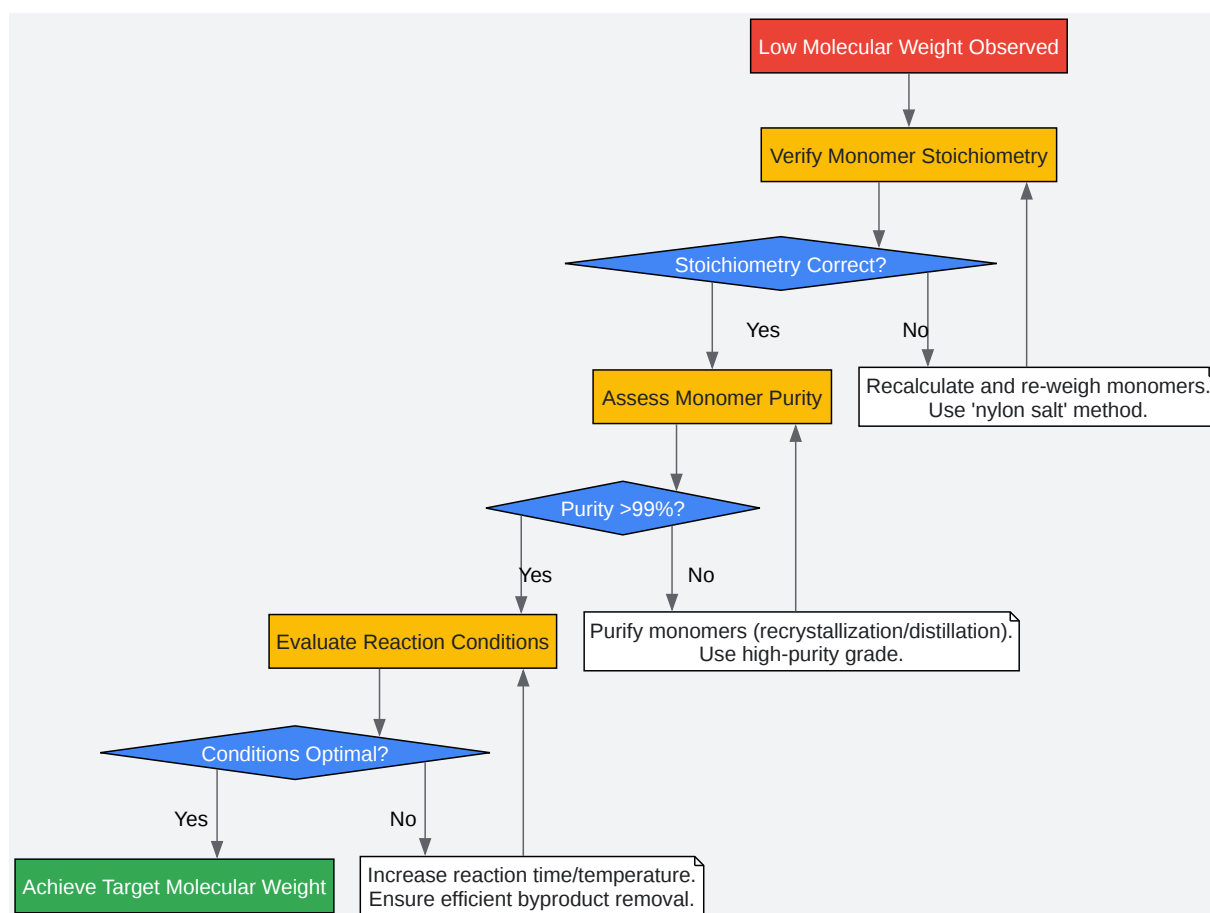 Low Molecular Weight Observed
Verify Monomer Stoichiometry
Stoichiometry Correct?
Yes
No
Recalculate and re-weigh monomers.
Use 'nylon salt' method.
Assess Monomer Purity
Purity >99%?
Yes
No
Purify monomers (recrystallization/distillation).
Use high-purity grade.
Evaluate Reaction Conditions
Conditions Optimal?
Yes
No
Increase reaction time/temperature.
Ensure efficient byproduct removal.
Achieve Target Molecular Weight